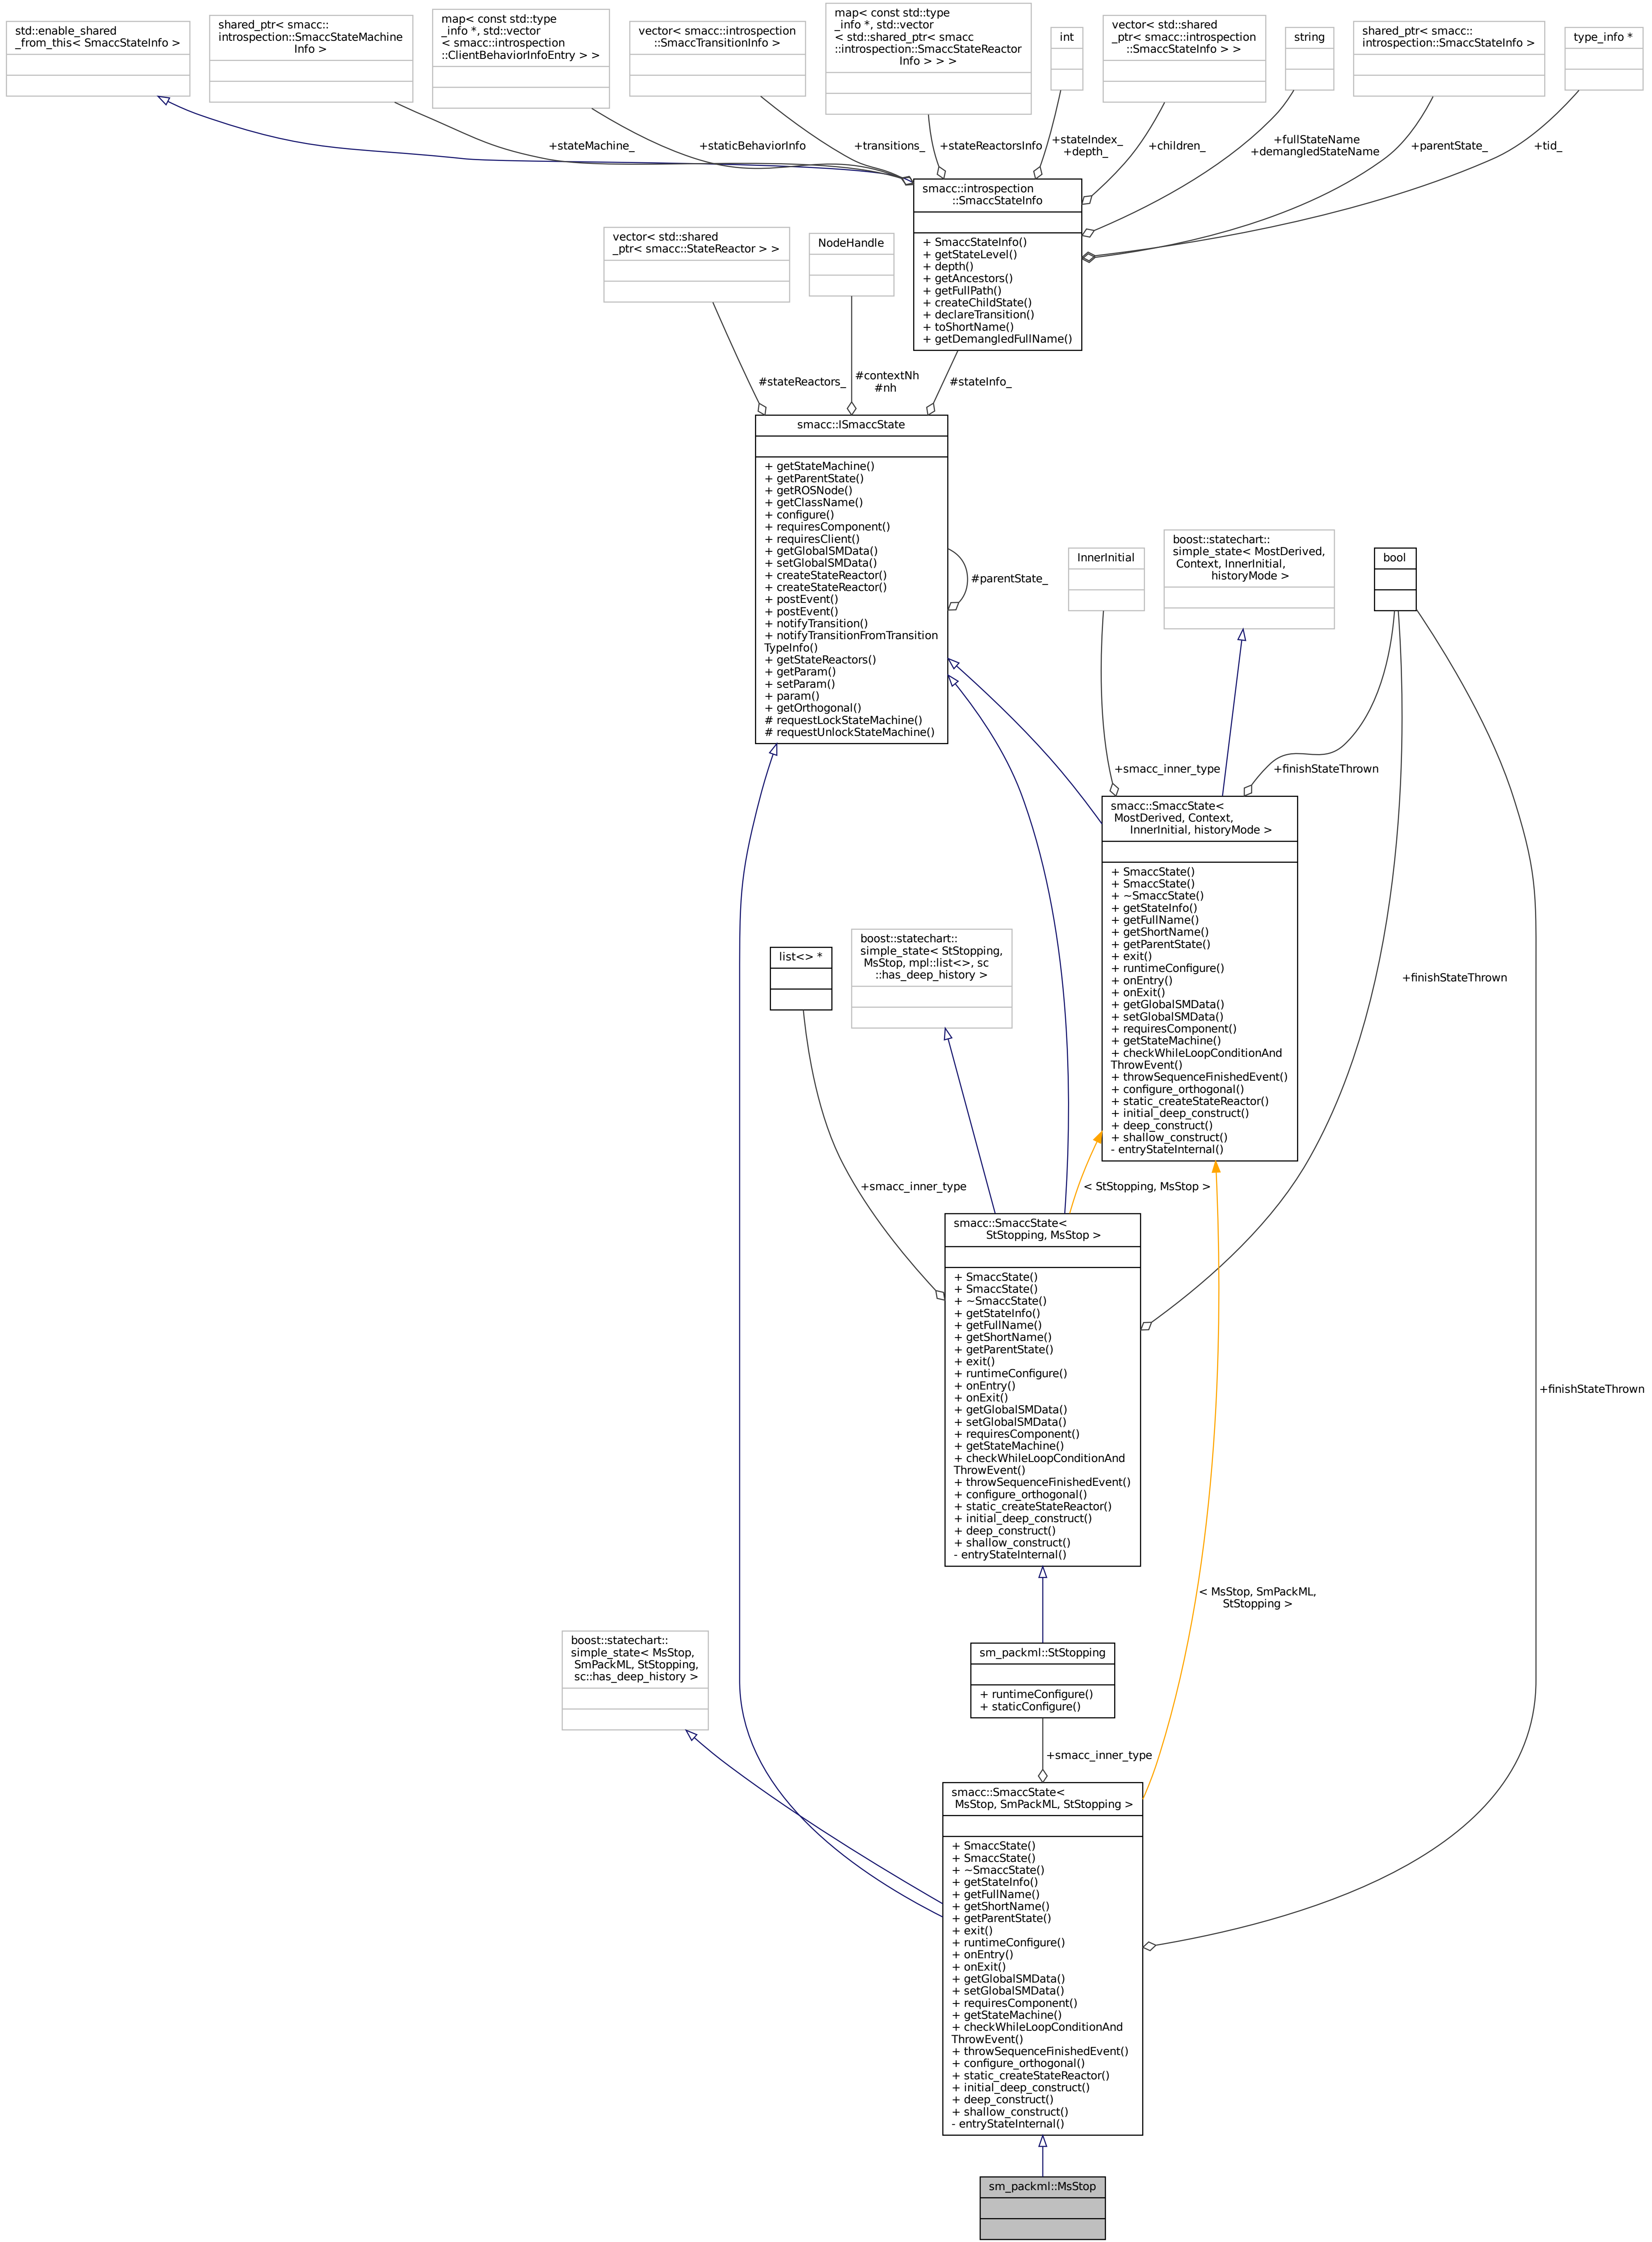 std::enable_shared
_from_this< SmaccStateInfo >
shared_ptr< smacc::
introspection::SmaccStateMachine
Info >
map< const std::type
_info *, std::vector
< smacc::introspection
::ClientBehaviorInfoEntry > >
vector< smacc::introspection
::SmaccTransitionInfo >
map< const std::type
_info *, std::vector
< std::shared_ptr< smacc
::introspection::SmaccStateReactor
Info > > >
int
vector< std::shared
_ptr< smacc::introspection
::SmaccStateInfo > >
string
shared_ptr< smacc::
introspection::SmaccStateInfo >
type_info *
+stateMachine_
+staticBehaviorInfo
+transitions_
+stateReactorsInfo
+stateIndex_
+depth_
+children_
+fullStateName
+demangledStateName
+parentState_
+tid_
smacc::introspection
::SmaccStateInfo
+ SmaccStateInfo()
+ getStateLevel()
+ depth()
+ getAncestors()
+ getFullPath()
+ createChildState()
+ declareTransition()
+ toShortName()
+ getDemangledFullName()
vector< std::shared
_ptr< smacc::StateReactor > >
NodeHandle
#stateReactors_
#contextNh
#nh
#stateInfo_
smacc::ISmaccState
+ getStateMachine()
+ getParentState()
+ getROSNode()
+ getClassName()
+ configure()
+ requiresComponent()
+ requiresClient()
+ getGlobalSMData()
+ setGlobalSMData()
+ createStateReactor()
+ createStateReactor()
+ postEvent()
+ postEvent()
+ notifyTransition()
+ notifyTransitionFromTransition
TypeInfo()
+ getStateReactors()
+ getParam()
+ setParam()
+ param()
+ getOrthogonal()
# requestLockStateMachine()
# requestUnlockStateMachine()
#parentState_
InnerInitial
boost::statechart::
simple_state< MostDerived,
Context, InnerInitial,
historyMode >
bool
+smacc_inner_type
+finishStateThrown
smacc::SmaccState<
MostDerived, Context,
InnerInitial, historyMode >
+ SmaccState()
+ SmaccState()
+ ~SmaccState()
+ getStateInfo()
+ getFullName()
+ getShortName()
+ getParentState()
+ exit()
+ runtimeConfigure()
+ onEntry()
+ onExit()
+ getGlobalSMData()
+ setGlobalSMData()
+ requiresComponent()
+ getStateMachine()
+ checkWhileLoopConditionAnd
ThrowEvent()
+ throwSequenceFinishedEvent()
+ configure_orthogonal()
+ static_createStateReactor()
+ initial_deep_construct()
+ deep_construct()
+ shallow_construct()
- entryStateInternal()
list<> *
boost::statechart::
simple_state< StStopping,
MsStop, mpl::list<>, sc
::has_deep_history >
+finishStateThrown
+smacc_inner_type
< StStopping, MsStop >
smacc::SmaccState<
StStopping, MsStop >
+ SmaccState()
+ SmaccState()
+ ~SmaccState()
+ getStateInfo()
+ getFullName()
+ getShortName()
+ getParentState()
+ exit()
+ runtimeConfigure()
+ onEntry()
+ onExit()
+ getGlobalSMData()
+ setGlobalSMData()
+ requiresComponent()
+ getStateMachine()
+ checkWhileLoopConditionAnd
ThrowEvent()
+ throwSequenceFinishedEvent()
+ configure_orthogonal()
+ static_createStateReactor()
+ initial_deep_construct()
+ deep_construct()
+ shallow_construct()
- entryStateInternal()
+finishStateThrown
< MsStop, SmPackML,
StStopping >
boost::statechart::
simple_state< MsStop,
SmPackML, StStopping,
sc::has_deep_history >
sm_packml::StStopping
+ runtimeConfigure()
+ staticConfigure()
+smacc_inner_type
smacc::SmaccState<
MsStop, SmPackML, StStopping >
+ SmaccState()
+ SmaccState()
+ ~SmaccState()
+ getStateInfo()
+ getFullName()
+ getShortName()
+ getParentState()
+ exit()
+ runtimeConfigure()
+ onEntry()
+ onExit()
+ getGlobalSMData()
+ setGlobalSMData()
+ requiresComponent()
+ getStateMachine()
+ checkWhileLoopConditionAnd
ThrowEvent()
+ throwSequenceFinishedEvent()
+ configure_orthogonal()
+ static_createStateReactor()
+ initial_deep_construct()
+ deep_construct()
+ shallow_construct()
- entryStateInternal()
sm_packml::MsStop